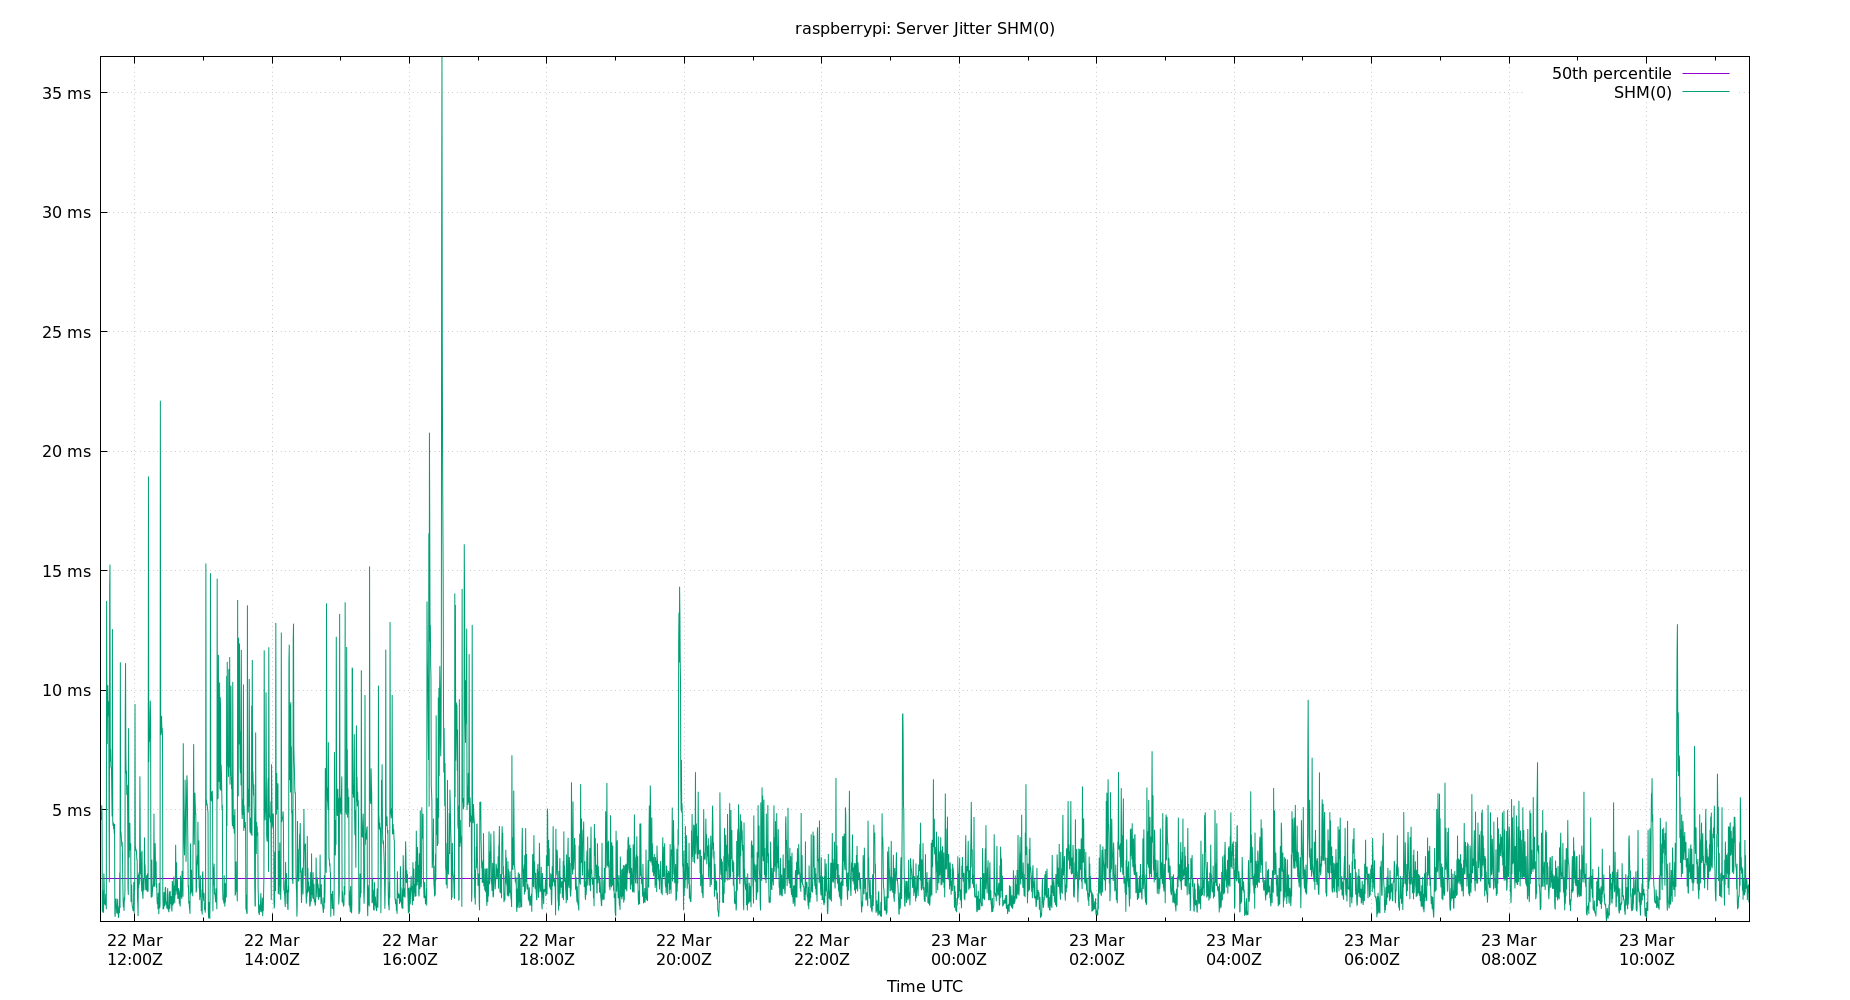 raspberrypi: Server Jitter SHM(0)
50th percentile
SHM(0)
35 ms
30 ms
25 ms
20 ms
15 ms
10 ms
5 ms
22 Mar 22 Mar 22 Mar 22 Mar 22 Mar 22 Mar 23 Mar 23 Mar 23 Mar 23 Mar 23 Mar 23 Mar
12:00Z 14:00Z 16:00Z 18:00Z 20:00Z 22:00Z 00:00Z 02:00Z 04:00Z 06:00Z 08:00Z 10:00Z
Time UTC